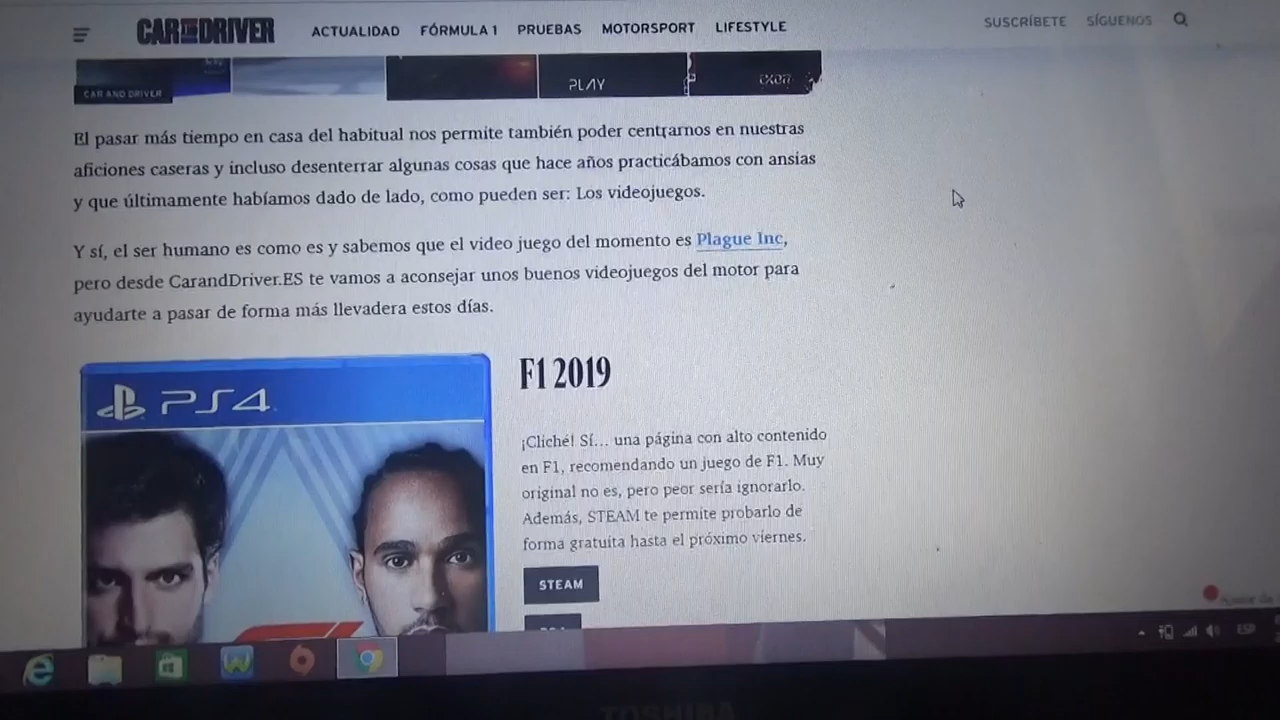 CAR AND DRIVER
ACTUALIDAD
FÓRMULA 1
PRUEBAS
MOTORSPORT
LIFESTYLE
SUSCRÍBETE
SÍGUENOS
PLAY
CAR AND DRIVER
El pasar más tiempo en casa del habitual nos permite también poder centrarnos en nuestras
aficiones caseras y incluso desenterrar algunas cosas que hace años practicábamos con ansias
y que últimamente habíamos dado de lado, como pueden ser: Los videojuegos.
Y sí, el ser humano es como es y sabemos que el video juego del momento es Plague Inc,
pero desde CarandDriver.ES te vamos a aconsejar unos buenos videojuegos del motor para
ayudarte a pasar de forma más llevadera estos días.
PS4
F1 2019
¡Cliché! Sí... una página con alto contenido
en F1, recomendando un juego de F1. Muy
original no es, pero peor sería ignorarlo.
Además, STEAM te permite probarlo de
forma gratuita hasta el próximo viernes.
STEAM
ESP
TOSHIBA